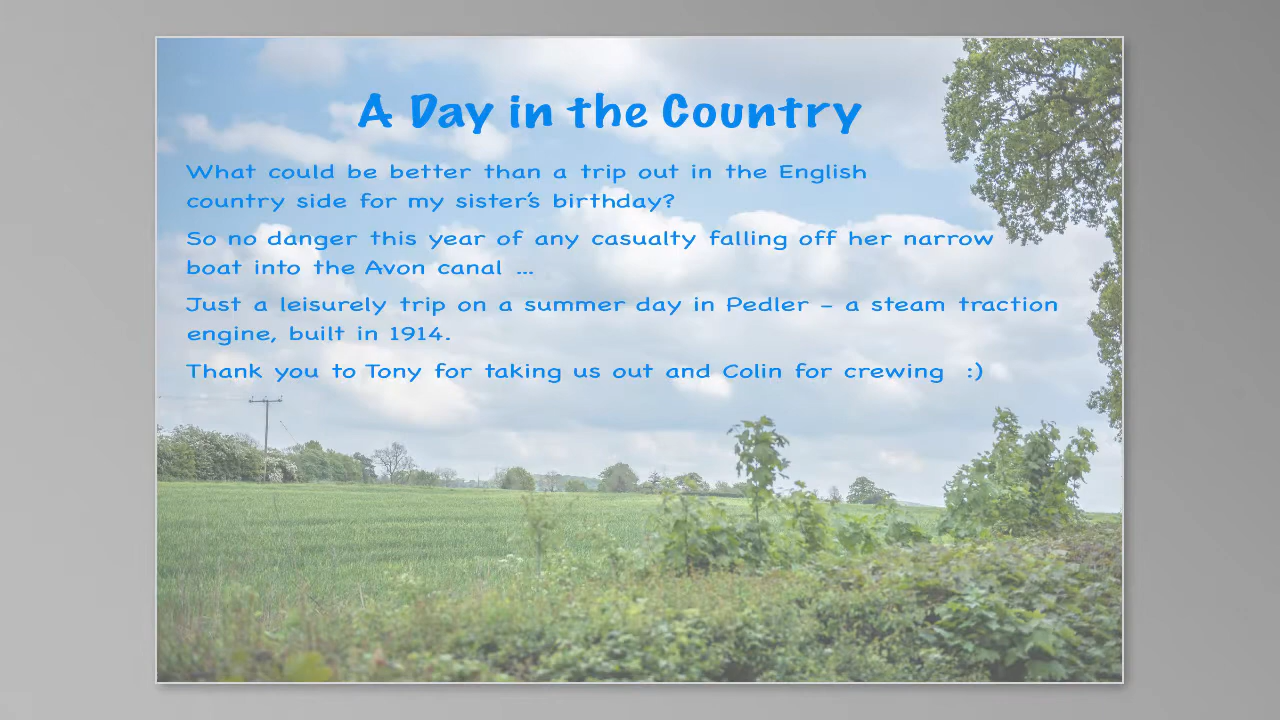 A Day in the Country
What could be better than a trip out in the English
country side for my sister's birthday?
So no danger this year of any casualty falling off her narrow
boat into the Avon canal ...
Just a leisurely trip on a summer day in Pedler – a steam traction
engine, built in 1914.
Thank you to Tony for taking us out and Colin for crewing :)